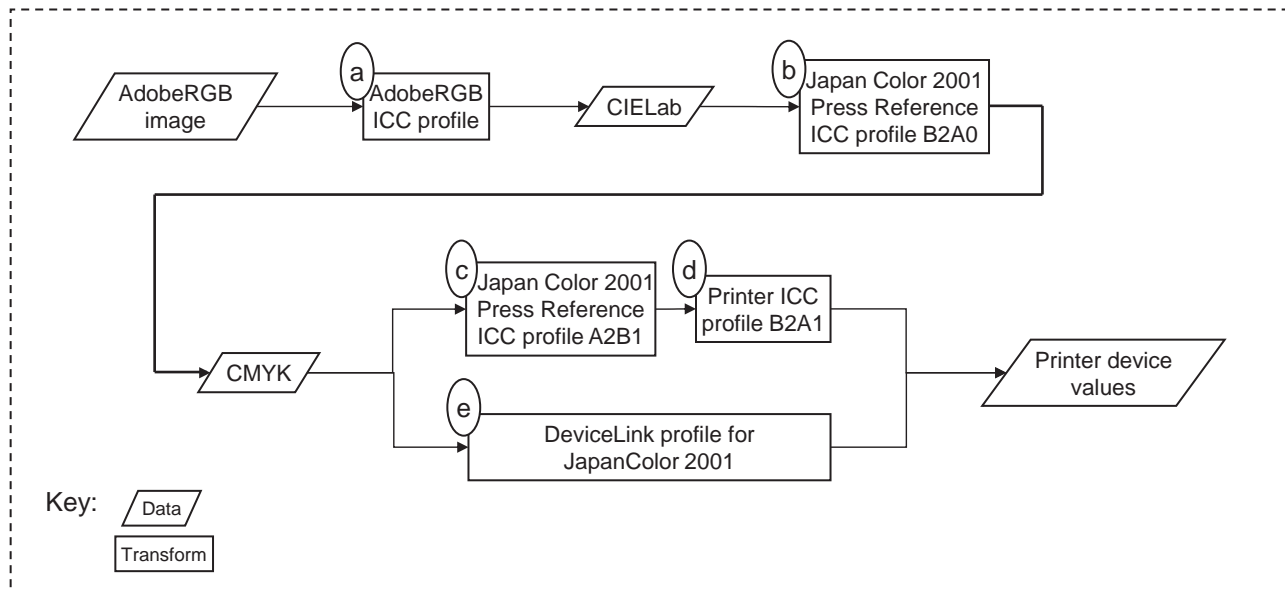 a
AdobeRGB
image
AdobeRGB
ICC profile
CIELab
b
Japan Color 2001
Press Reference
ICC profile B2A0
c
Japan Color 2001
Press Reference
ICC profile A2B1
d
Printer ICC
profile B2A1
CMYK
Printer device
values
e
DeviceLink profile for
JapanColor 2001
Key:
Data
Transform